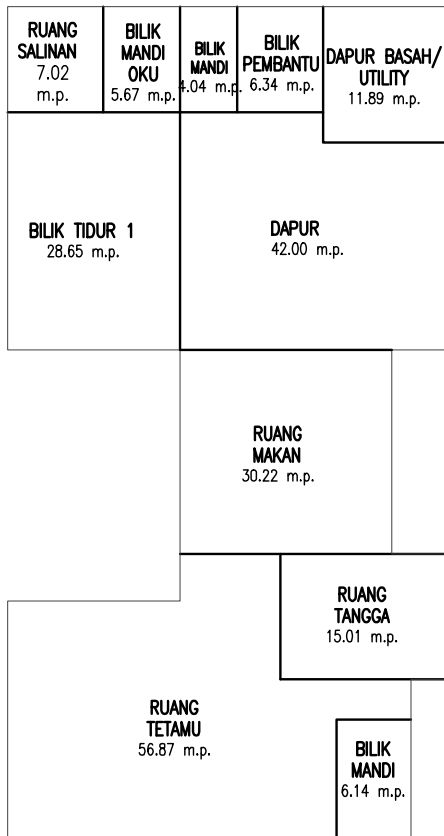 RUANG
SALINAN
7.02
m.p.
BILIK
MANDI
OKU
5.67 m.p.
BILIK
MANDI
4.04 m.p.
BILIK
PEMBANTU
6.34 m.p.
DAPUR BASAH/
UTILITY
11.89 m.p.
BILIK TIDUR 1
28.65 m.p.
DAPUR
42.00 m.p.
RUANG
MAKAN
30.22 m.p.
RUANG
TANGGA
15.01 m.p.
RUANG
TETAMU
56.87 m.p.
BILIK
MANDI
6.14 m.p.